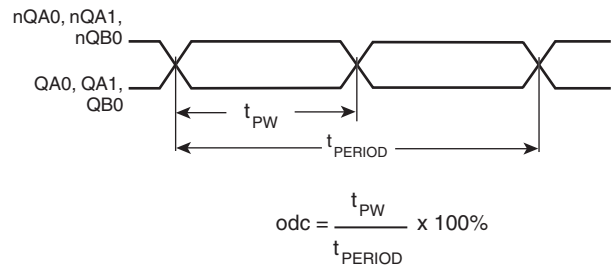 nQA0, nQA1,
nQB0
QA0, QA1,
QB0
tPW
tPERIOD
odc = tPW / tPERIOD x 100%